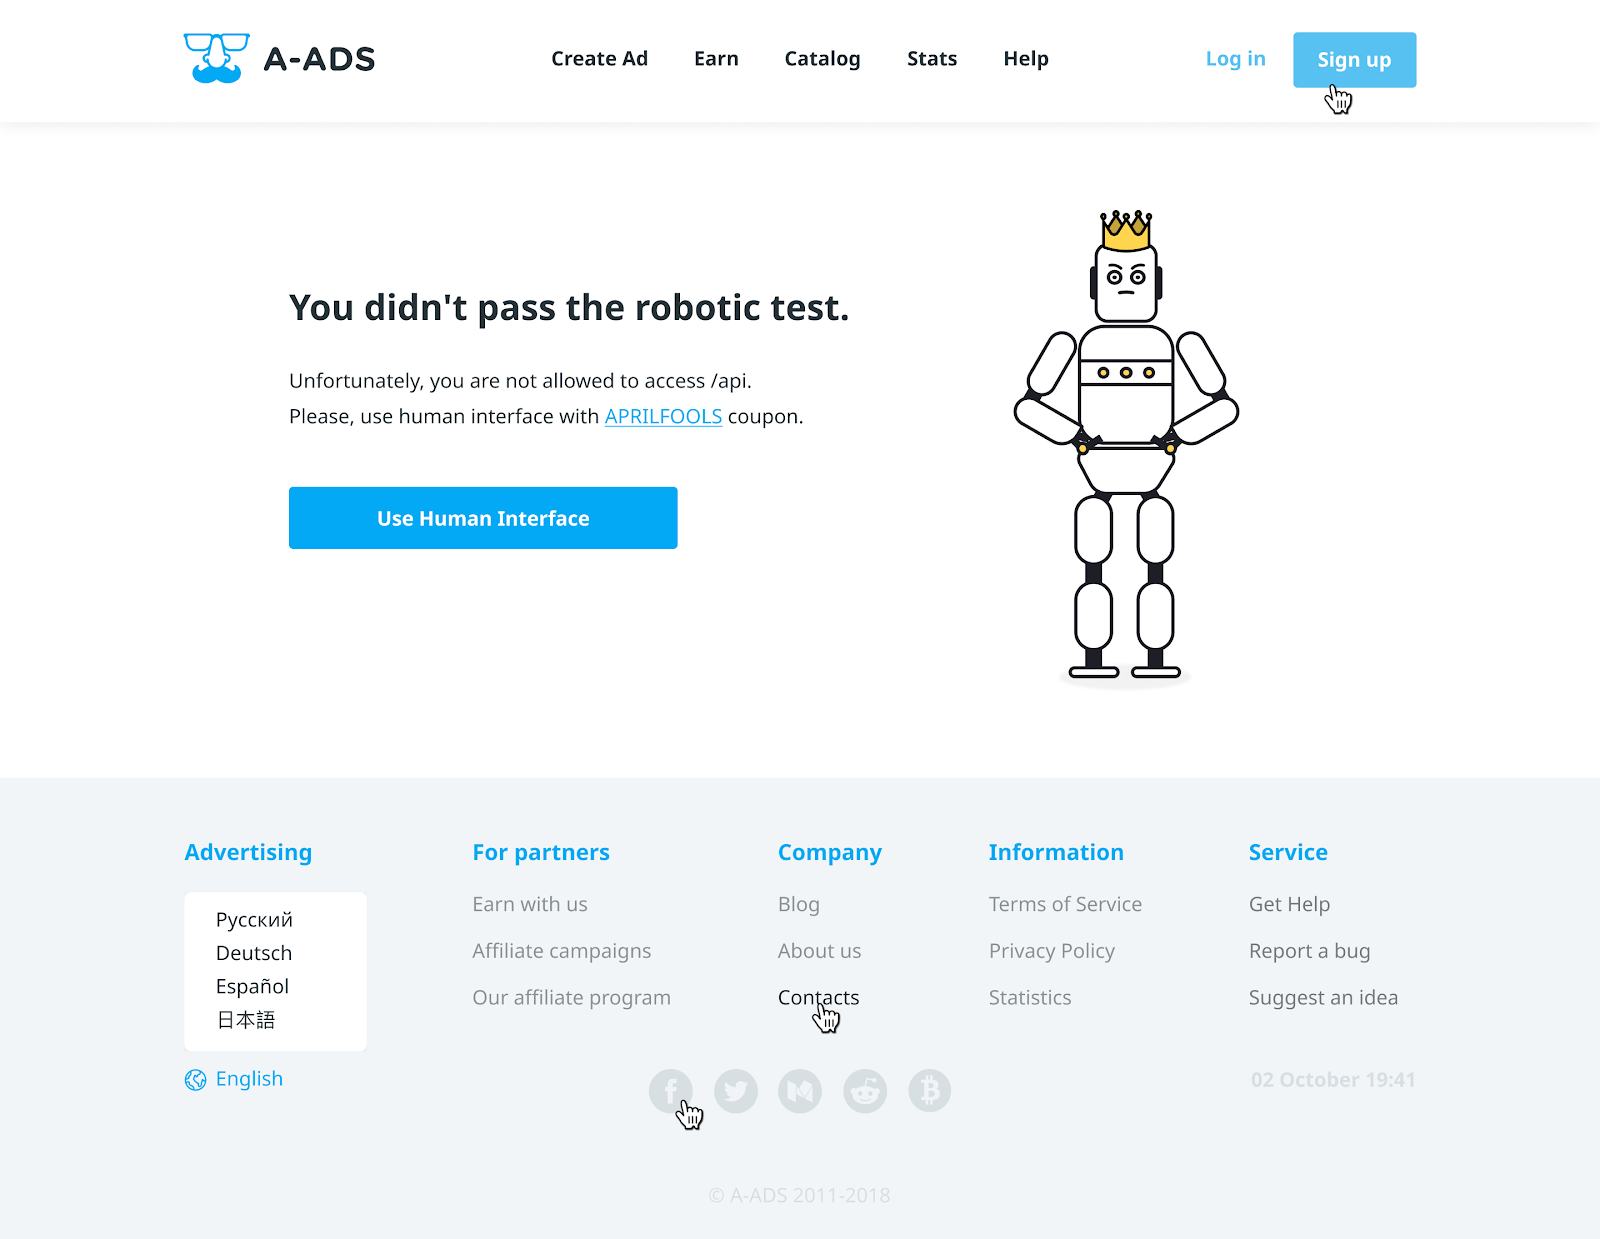 A-ADS
Create Ad Earn Catalog Stats Help
Log in Sign up
You didn't pass the robotic test.
Unfortunately, you are not allowed to access /api.
Please, use human interface with APRILFOOLS coupon.
Use Human Interface
Advertising
Русский
Deutsch
Español
日本語
English
For partners
Earn with us
Affiliate campaigns
Our affiliate program
Company
Blog
About us
Contacts
Information
Terms of Service
Privacy Policy
Statistics
Service
Get Help
Report a bug
Suggest an idea
02 October 19:41
© A-ADS 2011-2018